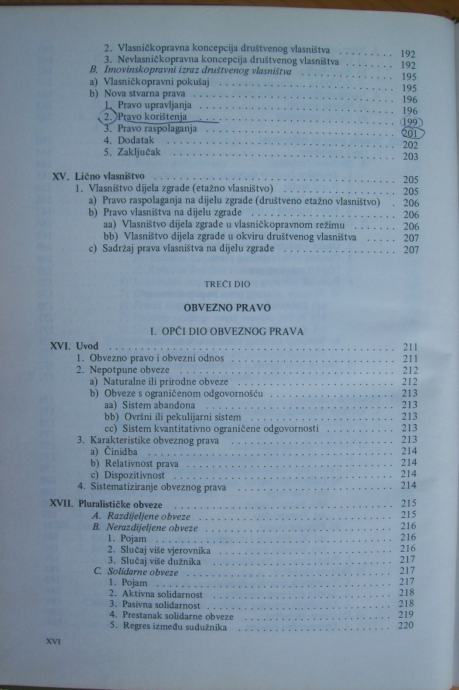 2. Vlasničkopravna koncepcija društvenog vlasništva . . . . . . . . . . 192
3. Nevlasničkopravna koncepcija društvenog vlasništva . . . . . . . . . 192
B. Imovinskopravni izraz društvenog vlasništva . . . . . . . . . . . . 195
a) Vlasničkopravni pokušaj . . . . . . . . . . . . 195
b) Nova stvarna prava . . . . . . . . . . . . 196
1. Pravo upravljanja . . . . . . . . . . . . 196
2. Pravo korištenja . . . . . . . . . . . . 199
3. Pravo raspolaganja . . . . . . . . . . . . 201
4. Dodatak . . . . . . . . . . . . 202
5. Zaključak . . . . . . . . . . . . 203
XV. Lično vlasništvo . . . . . . . . . . . . 205
1. Vlasništvo dijela zgrade (etažno vlasništvo) . . . . . . . . . . . . 205
a) Pravo raspolaganja na dijelu zgrade (društveno etažno vlasništvo) . 206
b) Pravo vlasništva na dijelu zgrade . . . . . . . . . . . . 206
aa) Vlasništvo dijela zgrade u vlasničkopravnom režimu . . . . . . . 206
bb) Vlasništvo dijela zgrade u okviru društvenog vlasništva . . . . . 207
c) Sadržaj prava vlasništva na dijelu zgrade . . . . . . . . . . . . 207
TREĆI DIO
OBVEZNO PRAVO
I. OPĆI DIO OBVEZNOG PRAVA
XVI. Uvod . . . . . . . . . . . . 211
1. Obvezno pravo i obvezni odnos . . . . . . . . . . . . 211
2. Nepotpune obveze . . . . . . . . . . . . 212
a) Naturalne ili prirodne obveze . . . . . . . . . . . . 212
b) Obveze s ograničenom odgovornošću . . . . . . . . . . . . 213
aa) Sistem abandona . . . . . . . . . . . . 213
bb) Ovršni ili pekulijarni sistem . . . . . . . . . . . . 213
cc) Sistem kvantitativno ograničene odgovornosti . . . . . . . . . . 213
3. Karakteristike obveznog prava . . . . . . . . . . . . 213
a) Činidba . . . . . . . . . . . . 214
b) Relativnost prava . . . . . . . . . . . . 214
c) Dispozitivnost . . . . . . . . . . . . 214
4. Sistematiziranje obveznog prava . . . . . . . . . . . . 214
XVII. Pluralističke obveze . . . . . . . . . . . . 215
A. Razdijeljene obveze . . . . . . . . . . . . 215
B. Nerazdijeljene obveze . . . . . . . . . . . . 216
1. Pojam . . . . . . . . . . . . 216
2. Slučaj više vjerovnika . . . . . . . . . . . . 216
3. Slučaj više dužnika . . . . . . . . . . . . 217
C. Solidarne obveze . . . . . . . . . . . . 217
1. Pojam . . . . . . . . . . . . 217
2. Aktivna solidarnost . . . . . . . . . . . . 218
3. Pasivna solidarnost . . . . . . . . . . . . 218
4. Prestanak solidarne obveze . . . . . . . . . . . . 219
5. Regres između sudužnika . . . . . . . . . . . . 220
XVI